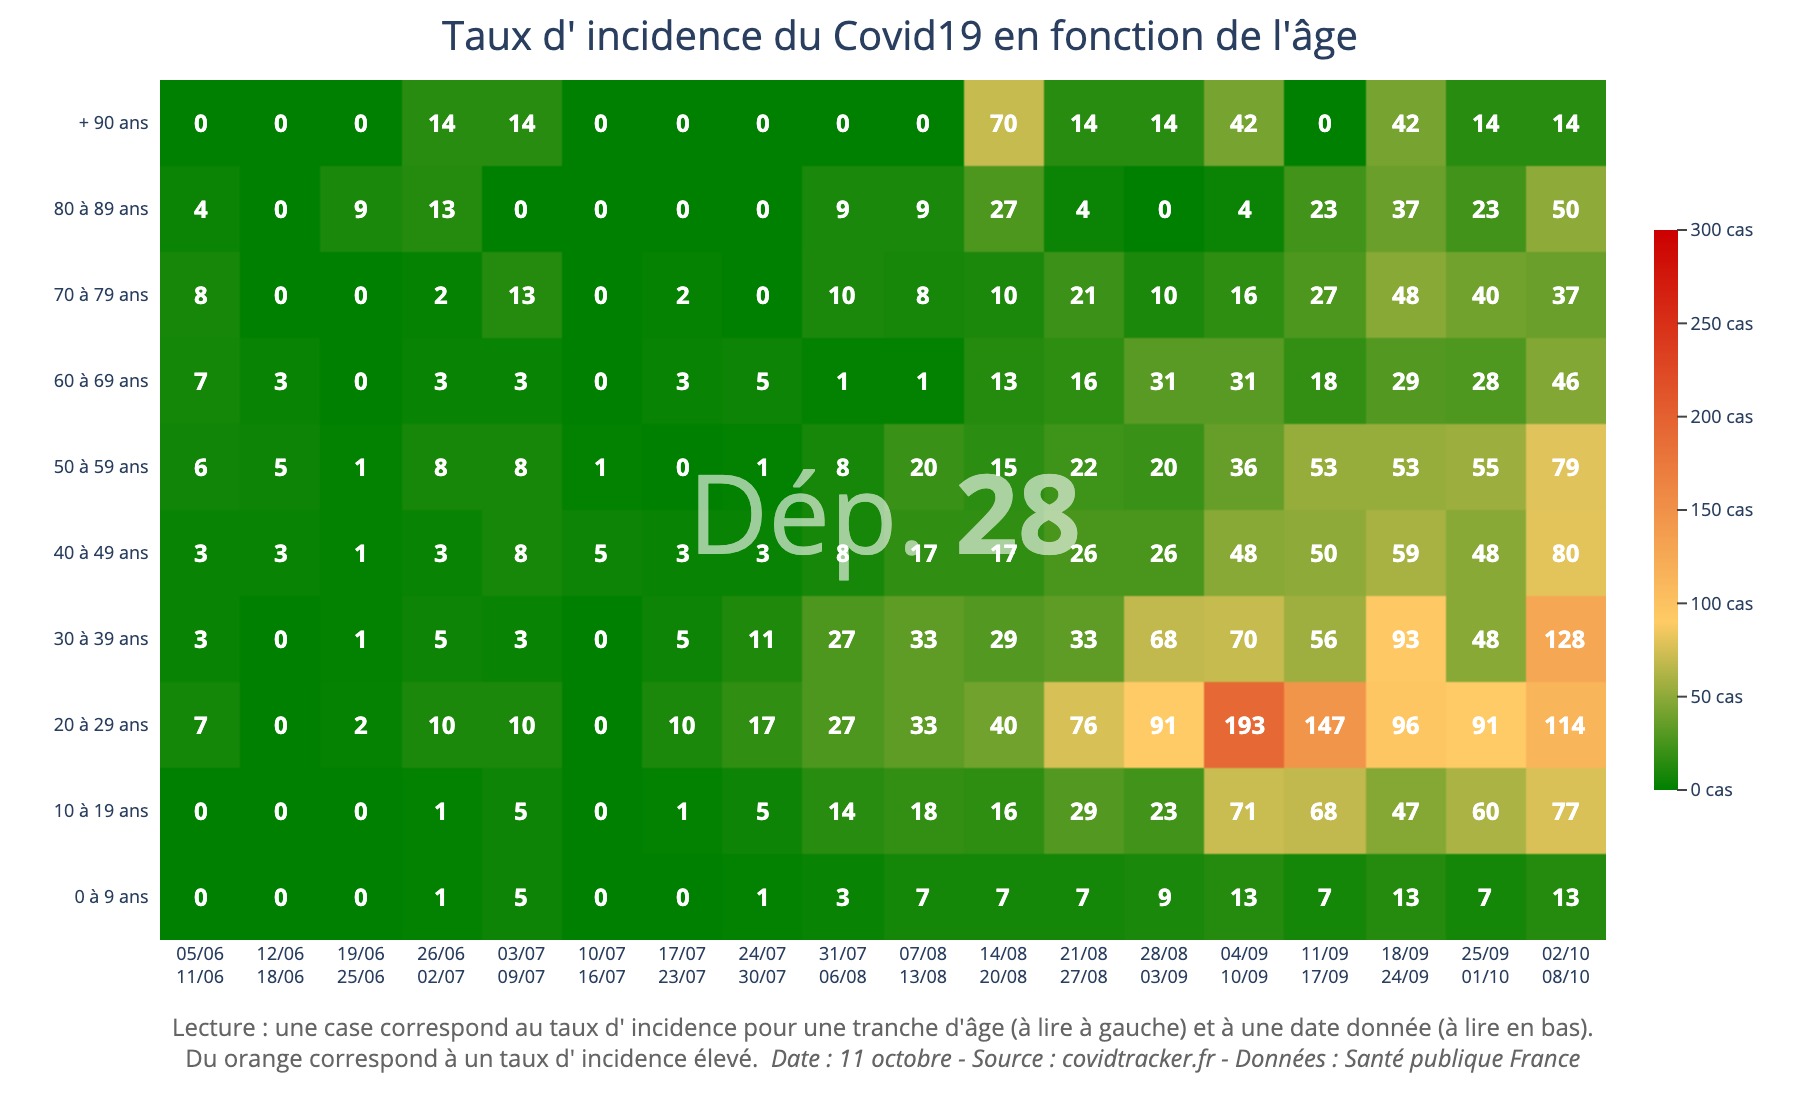 Taux d' incidence du Covid19 en fonction de l'âge
+ 90 ans 0 0 0 14 14 0 0 0 0 0 70 14 14 42 0 42 14 14
80 à 89 ans 4 0 9 13 0 0 0 0 9 9 27 4 0 4 23 37 23 50
70 à 79 ans 8 0 0 2 13 0 2 0 10 8 10 21 10 16 27 48 40 37
60 à 69 ans 7 3 0 3 3 0 3 5 1 1 13 16 31 31 18 29 28 46
50 à 59 ans 6 5 1 8 8 1 0 1 8 20 15 22 20 36 53 53 55 79
Dép. 28
40 à 49 ans 3 3 1 3 8 5 3 3 8 17 17 26 26 48 50 59 48 80
30 à 39 ans 3 0 1 5 3 0 5 11 27 33 29 33 68 70 56 93 48 128
20 à 29 ans 7 0 2 10 10 0 10 17 27 33 40 76 91 193 147 96 91 114
10 à 19 ans 0 0 0 1 5 0 1 5 14 18 16 29 23 71 68 47 60 77
0 à 9 ans 0 0 0 1 5 0 0 1 3 7 7 7 9 13 7 13 7 13
05/06 12/06 19/06 26/06 03/07 10/07 17/07 24/07 31/07 07/08 14/08 21/08 28/08 04/09 11/09 18/09 25/09 02/10
11/06 18/06 25/06 02/07 09/07 16/07 23/07 30/07 06/08 13/08 20/08 27/08 03/09 10/09 17/09 24/09 01/10 08/10
300 cas
250 cas
200 cas
150 cas
100 cas
50 cas
0 cas
Lecture : une case correspond au taux d' incidence pour une tranche d'âge (à lire à gauche) et à une date donnée (à lire en bas).
Du orange correspond à un taux d' incidence élevé. Date : 11 octobre - Source : covidtracker.fr - Données : Santé publique France